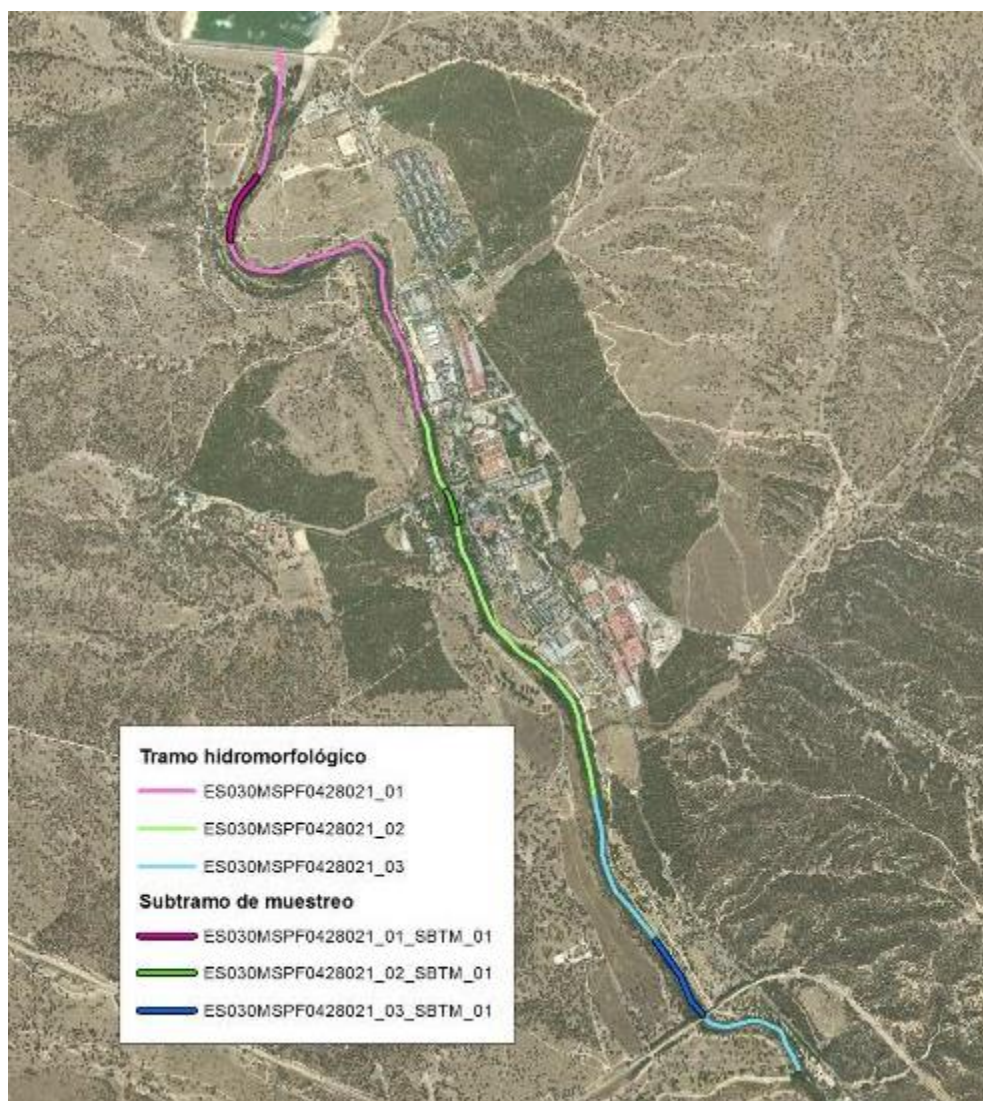 Tramo hidromorfológico
ES030MSPF0428021_01
ES030MSPF0428021_02
ES030MSPF0428021_03
Subtramo de muestreo
ES030MSPF0428021_01_SBTM_01
ES030MSPF0428021_02_SBTM_01
ES030MSPF0428021_03_SBTM_01